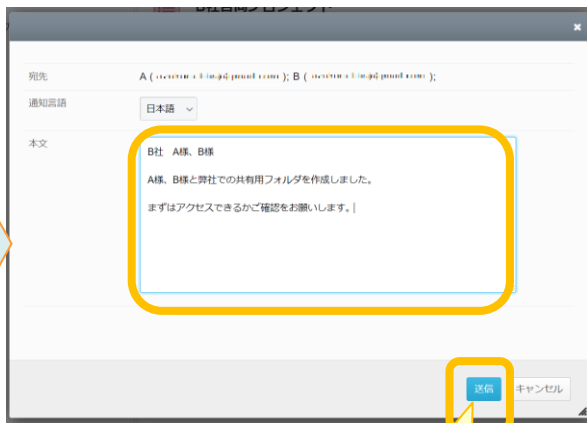 B社合同プロジェクト
×
宛先 A ( ); B ( );
通知言語 日本語
本文
B社 A様、B様
A様、B様と弊社での共有用フォルダを作成しました。
まずはアクセスできるかご確認をお願いします。
送信 キャンセル